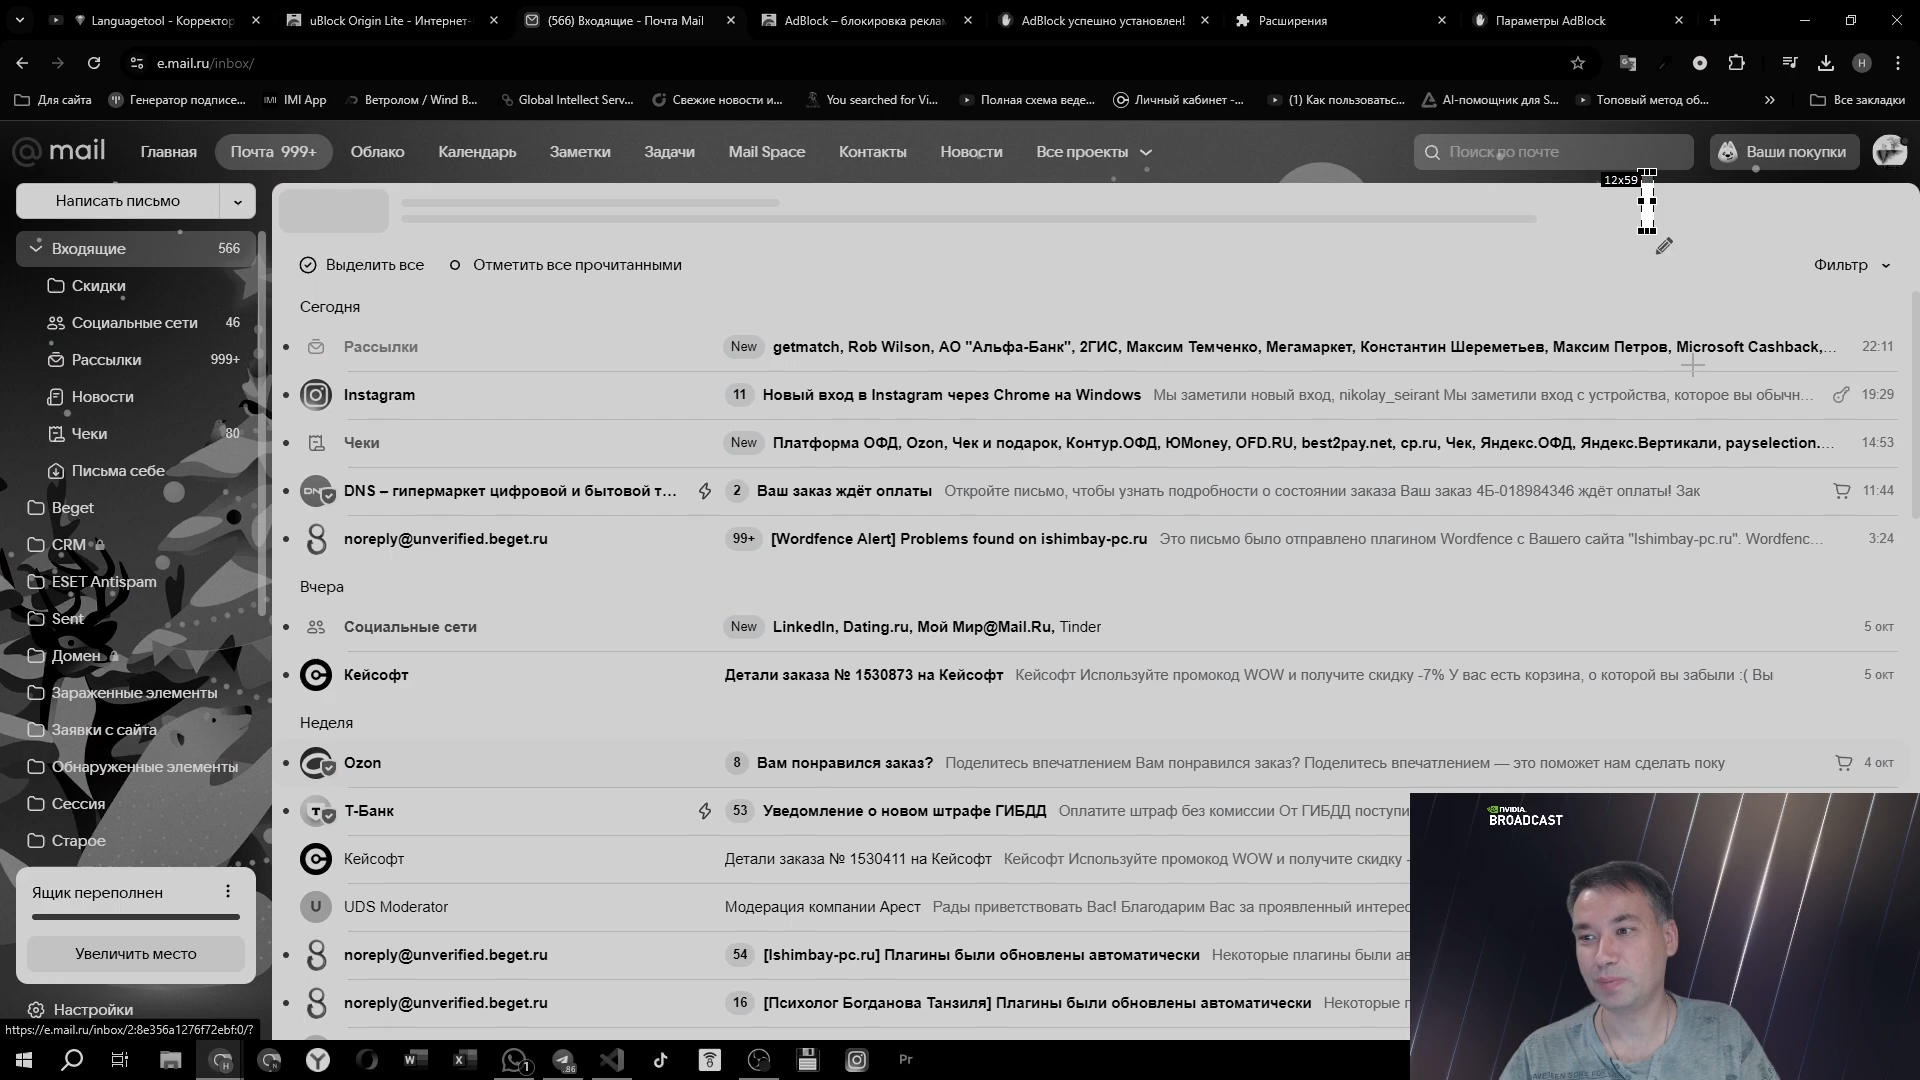 Languagetool - Корректор
uBlock Origin Lite - Интернет-
(566) Входящие - Почта Mail
AdBlock – блокировка рекла
AdBlock успешно установлен!
Расширения
Параметры AdBlock
e.mail.ru/inbox/
Для сайта
Генератор подписе...
IMI IMI App
Ветролом / Wind B...
Global Intellect Serv...
Свежие новости и...
You searched for Vi...
Полная схема веде...
Личный кабинет -...
(1) Как пользоватьс...
AI-помощник для S...
Топовый метод об...
Все закладки
@mail
Главная
Почта 999+
Облако
Календарь
Заметки
Задачи
Mail Space
Контакты
Новости
Все проекты
Поиск по почте
Ваши покупки
12x59
Написать письмо
Входящие 566
Скидки
Социальные сети 46
Рассылки 999+
Новости
Чеки 80
Письма себе
Beget
CRM
ESET Antispam
Sent
Домен
Зараженные элементы
Заявки с сайта
Обнаруженные элементы
Сессия
Старое
Ящик переполнен
Увеличить место
Настройки
https://e.mail.ru/inbox/2:8e356a1276f72ebf:0/?
Выделить все
Отметить все прочитанными
Фильтр
Сегодня
Рассылки New getmatch, Rob Wilson, АО "Альфа-Банк", 2ГИС, Максим Темченко, Мегамаркет, Константин Шереметьев, Максим Петров, Microsoft Cashback,... 22:11
Instagram 11 Новый вход в Instagram через Chrome на Windows Мы заметили новый вход, nikolay_seirant Мы заметили вход с устройства, которое вы обычн... 19:29
Чеки New Платформа ОФД, Ozon, Чек и подарок, Контур.ОФД, ЮMoney, OFD.RU, best2pay.net, cp.ru, Чек, Яндекс.ОФД, Яндекс.Вертикали, payselection.... 14:53
DNS – гипермаркет цифровой и бытовой т... 2 Ваш заказ ждёт оплаты Откройте письмо, чтобы узнать подробности о состоянии заказа Ваш заказ 4Б-018984346 ждёт оплаты! Зак 11:44
noreply@unverified.beget.ru 99+ [Wordfence Alert] Problems found on ishimbay-pc.ru Это письмо было отправлено плагином Wordfence с Вашего сайта "Ishimbay-pc.ru". Wordfenc... 3:24
Вчера
Социальные сети New LinkedIn, Dating.ru, Мой Мир@Mail.Ru, Tinder 5 окт
Кейсофт Детали заказа № 1530873 на Кейсофт Кейсофт Используйте промокод WOW и получите скидку -7% У вас есть корзина, о которой вы забыли :( Вы 5 окт
Неделя
Ozon 8 Вам понравился заказ? Поделитесь впечатлением Вам понравился заказ? Поделитесь впечатлением — это поможет нам сделать поку 4 окт
Т-Банк 53 Уведомление о новом штрафе ГИБДД Оплатите штраф без комиссии От ГИБДД поступи
Кейсофт Детали заказа № 1530411 на Кейсофт Кейсофт Используйте промокод WOW и получите скидку -
U UDS Moderator Модерация компании Арест Рады приветствовать Вас! Благодарим Вас за проявленный интерес
noreply@unverified.beget.ru 54 [Ishimbay-pc.ru] Плагины были обновлены автоматически Некоторые плагины были ав
noreply@unverified.beget.ru 16 [Психолог Богданова Танзиля] Плагины были обновлены автоматически Некоторые п
NVIDIA
BROADCAST
Pr